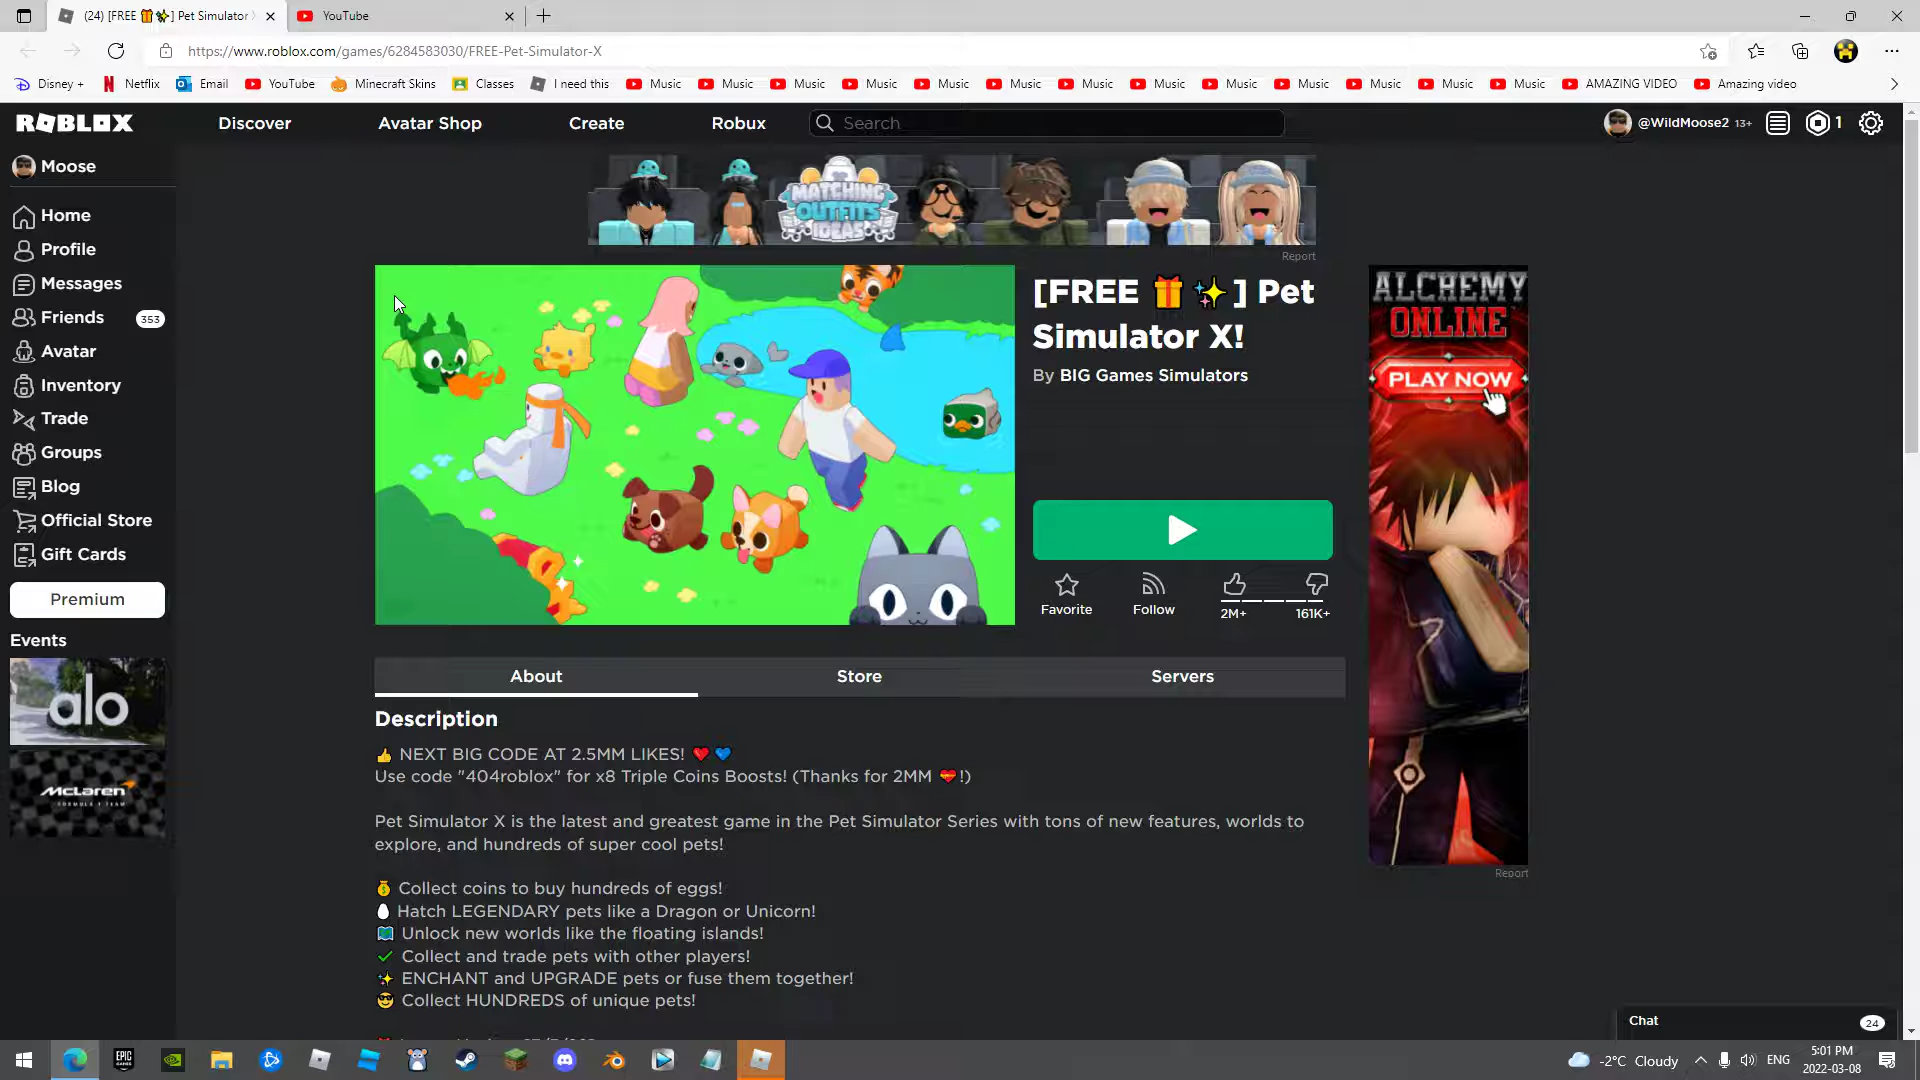 (24) [FREE 🎁✨] Pet Simulator
YouTube
https://www.roblox.com/games/6284583030/FREE-Pet-Simulator-X
Disney +
Netflix
Email
YouTube
Minecraft Skins
Classes
I need this
Music
Music
Music
Music
Music
Music
Music
Music
Music
Music
Music
Music
Music
AMAZING VIDEO
Amazing video
ROBLOX
Discover
Avatar Shop
Create
Robux
Search
@WildMoose2 13+
1
Moose
Home
Profile
Messages
Friends 353
Avatar
Inventory
Trade
Groups
Blog
Official Store
Gift Cards
Premium
Events
alo
McLaren
FORMULA 1 TEAM
MATCHING
OUTFITS
IDEAS
Report
[FREE 🎁✨] Pet
Simulator X!
By BIG Games Simulators
Favorite
Follow
2M+
161K+
ALCHEMY
ONLINE
PLAY NOW
Report
About
Store
Servers
Description
👍 NEXT BIG CODE AT 2.5MM LIKES! ❤️ 💙
Use code "404roblox" for x8 Triple Coins Boosts! (Thanks for 2MM 💝!)
Pet Simulator X is the latest and greatest game in the Pet Simulator Series with tons of new features, worlds to
explore, and hundreds of super cool pets!
💰 Collect coins to buy hundreds of eggs!
🥚 Hatch LEGENDARY pets like a Dragon or Unicorn!
🗺️ Unlock new worlds like the floating islands!
✔️ Collect and trade pets with other players!
✨ ENCHANT and UPGRADE pets or fuse them together!
😎 Collect HUNDREDS of unique pets!
Chat 24
EPIC
GAMES
-2°C Cloudy
ENG
5:01 PM
2022-03-08